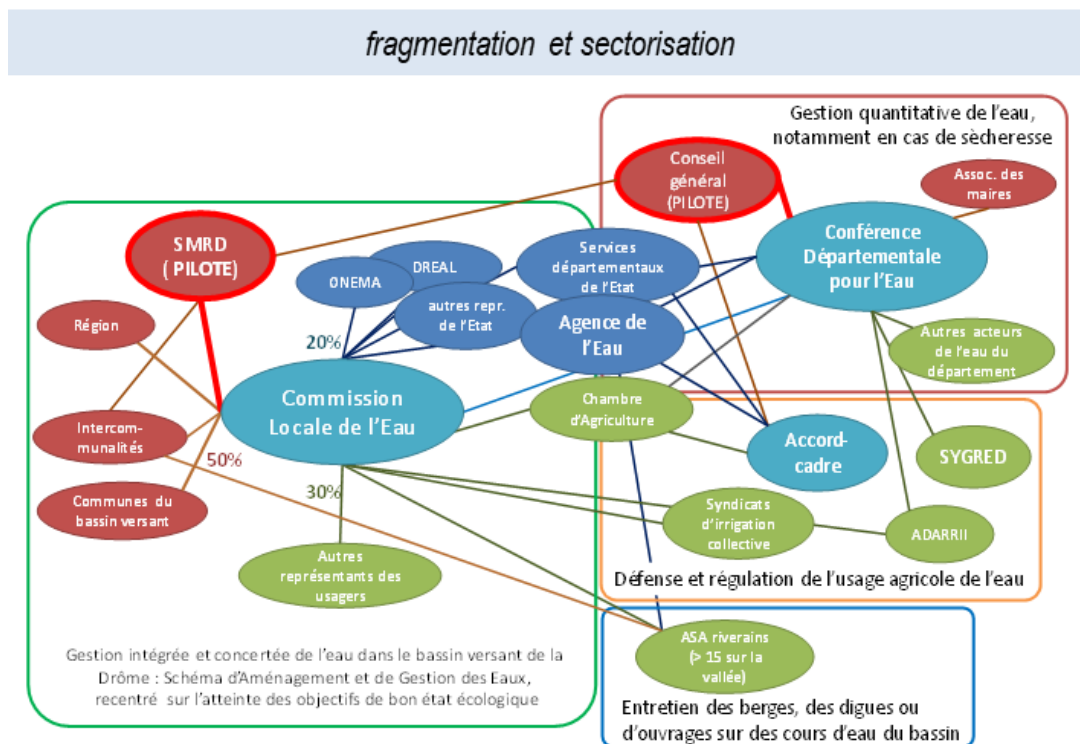 fragmentation et sectorisation
Gestion quantitative de l'eau,
notamment en cas de sècheresse
Conseil
général
(PILOTE)
Assoc. des
maires
SMRD
( PILOTE)
Conférence
Départementale
pour l'Eau
Services
départementaux
de l'Etat
DREAL
ONEMA
autres repr.
de l'Etat
Région
Agence de
l'Eau
Autres acteurs
de l'eau du
département
20%
Commission
Locale de l'Eau
Chambre
d'Agriculture
Intercom-
munalités
50%
Accord-
cadre
SYGRED
Communes du
bassin versant
30%
Syndicats
d'irrigation
collective
ADARRII
Autres
représentants des
usagers
Défense et régulation de l'usage agricole de l'eau
ASA riverains
(> 15 sur la
vallée)
Gestion intégrée et concertée de l'eau dans le bassin versant de la
Drôme : Schéma d'Aménagement et de Gestion des Eaux,
recentré sur l'atteinte des objectifs de bon état écologique
Entretien des berges, des digues ou
d'ouvrages sur des cours d'eau du bassin